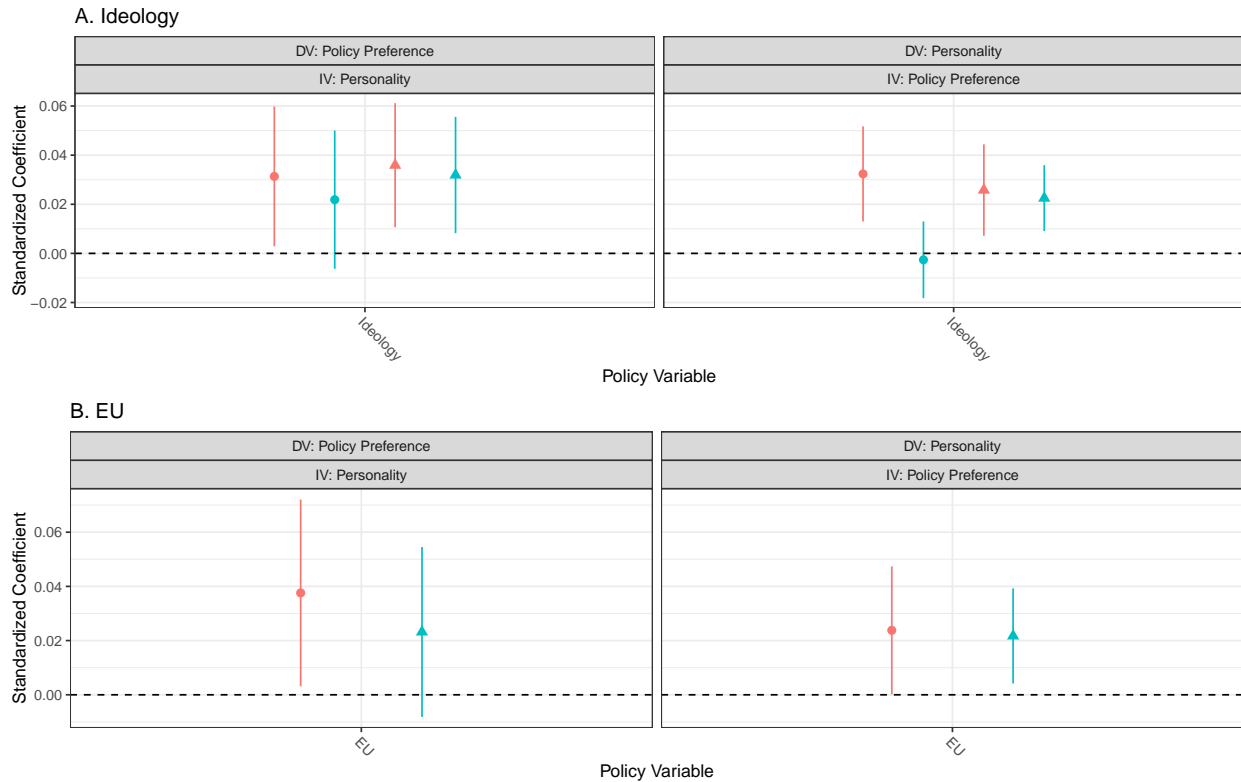 A. Ideology
DV: Policy Preference
DV: Personality
IV: Personality
IV: Policy Preference
Standardized Coefficient
0.06
0.04
0.02
0.00
−0.02
Ideology
Ideology
Policy Variable
B. EU
DV: Policy Preference
DV: Personality
IV: Personality
IV: Policy Preference
Standardized Coefficient
0.06
0.04
0.02
0.00
EU
EU
Policy Variable